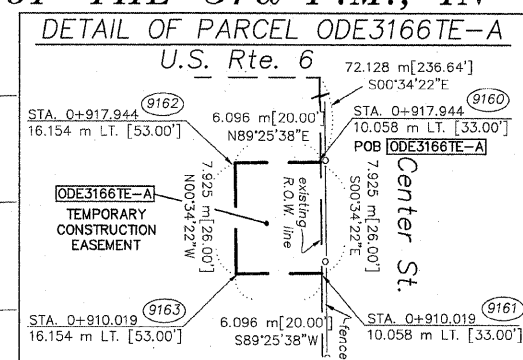 OF THE 3rd P.M., IN
DETAIL OF PARCEL ODE3166TE-A
U.S. Rte. 6
72.128 m[236.64']
S00°34'22"E
9162
STA. 0+917.944
16.154 m LT. [53.00']
6.096 m[20.00']
N89°25'38"E
9160
STA. 0+917.944
10.058 m LT. [33.00']
POB ODE3166TE-A
ODE3166TE-A
TEMPORARY
CONSTRUCTION
EASEMENT
7.925 m[26.00']
N00°34'22"W
existing
R.O.W. line
7.925 m[26.00']
S00°34'22"E
Center St.
9163
STA. 0+910.019
16.154 m LT. [53.00']
6.096 m[20.00']
S89°25'38"W
fence
9161
STA. 0+910.019
10.058 m LT. [33.00']